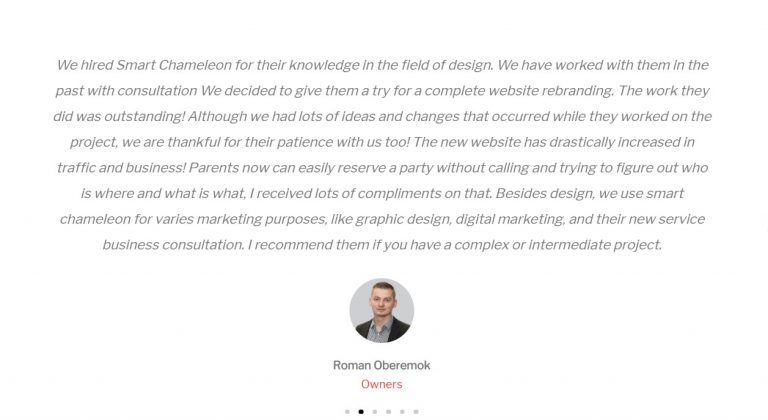 We hired Smart Chameleon for their knowledge in the field of design. We have worked with them in the
past with consultation We decided to give them a try for a complete website rebranding. The work they
did was outstanding! Although we had lots of ideas and changes that occurred while they worked on the
project, we are thankful for their patience with us too! The new website has drastically increased in
traffic and business! Parents now can easily reserve a party without calling and trying to figure out who
is where and what is what, I received lots of compliments on that. Besides design, we use smart
chameleon for varies marketing purposes, like graphic design, digital marketing, and their new service
business consultation. I recommend them if you have a complex or intermediate project.
Roman Oberemok
Owners